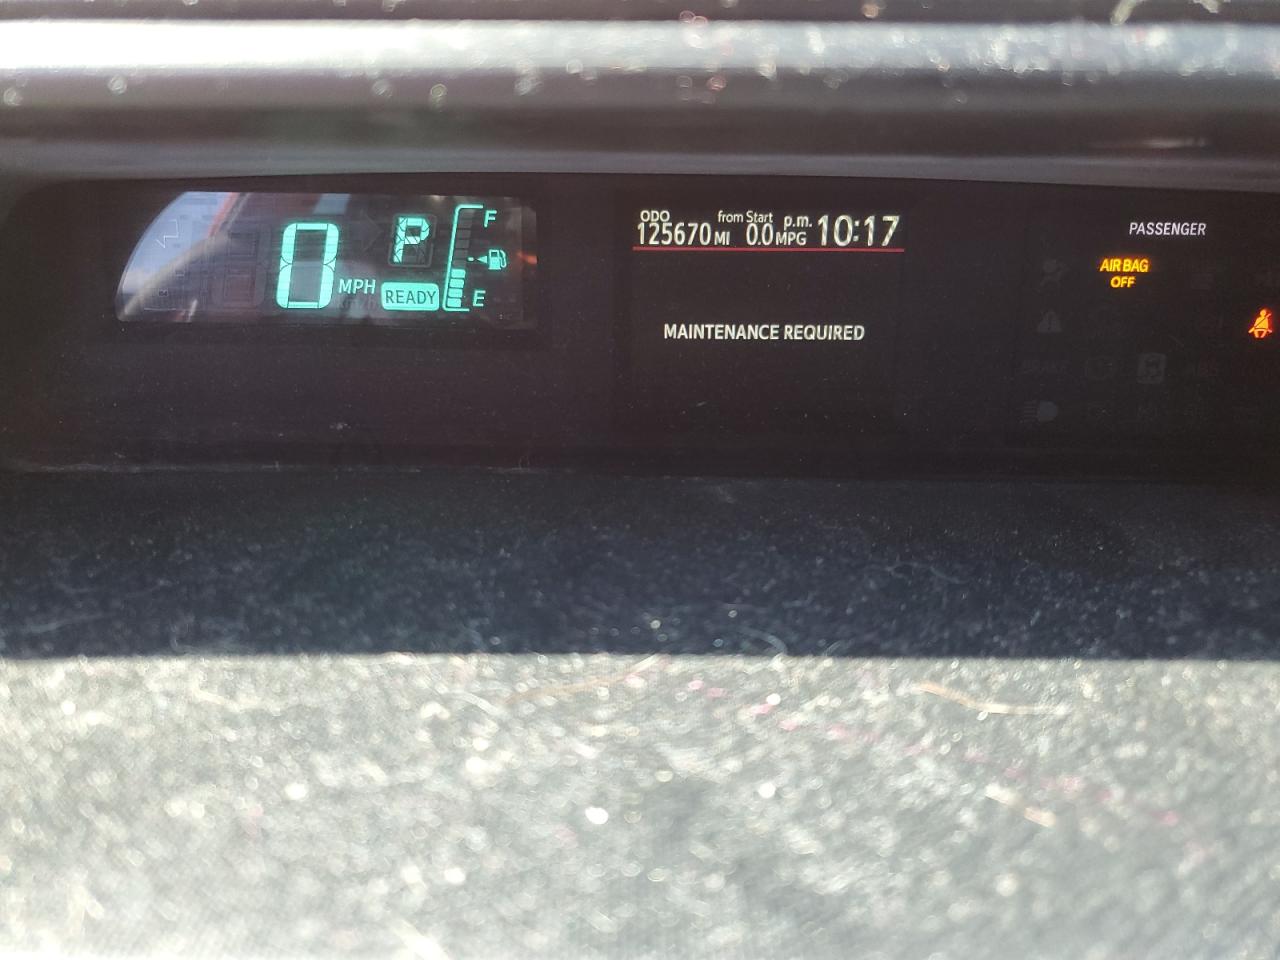 0 MPH
P
READY
F
E
ODO from Start p.m.
125670 MI 0.0 MPG 10:17
MAINTENANCE REQUIRED
PASSENGER
AIR BAG
OFF